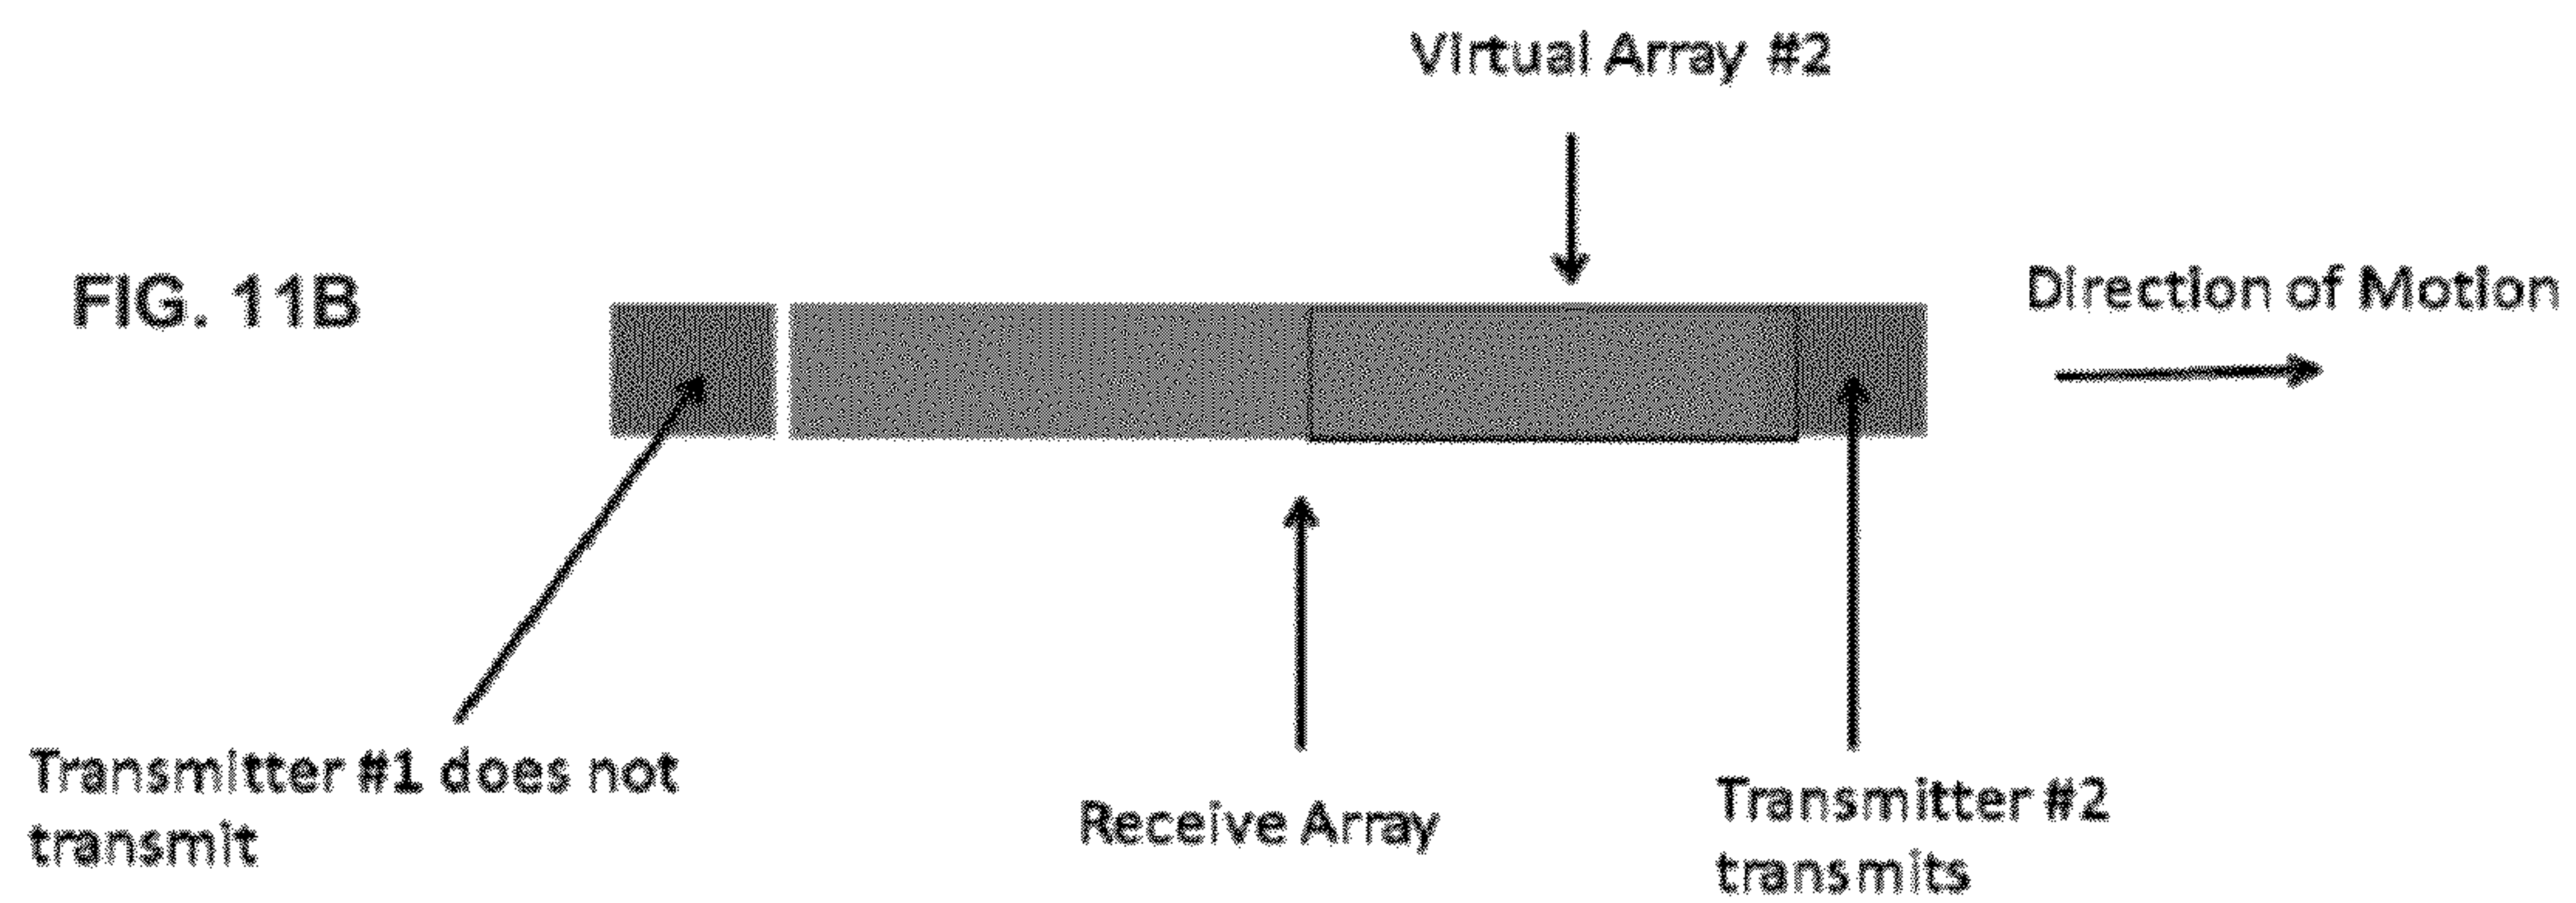 Virtual Array #2
FIG. 11B
Direction of Motion
Transmitter #1 does not
transmit
Receive Array
Transmitter #2
transmits